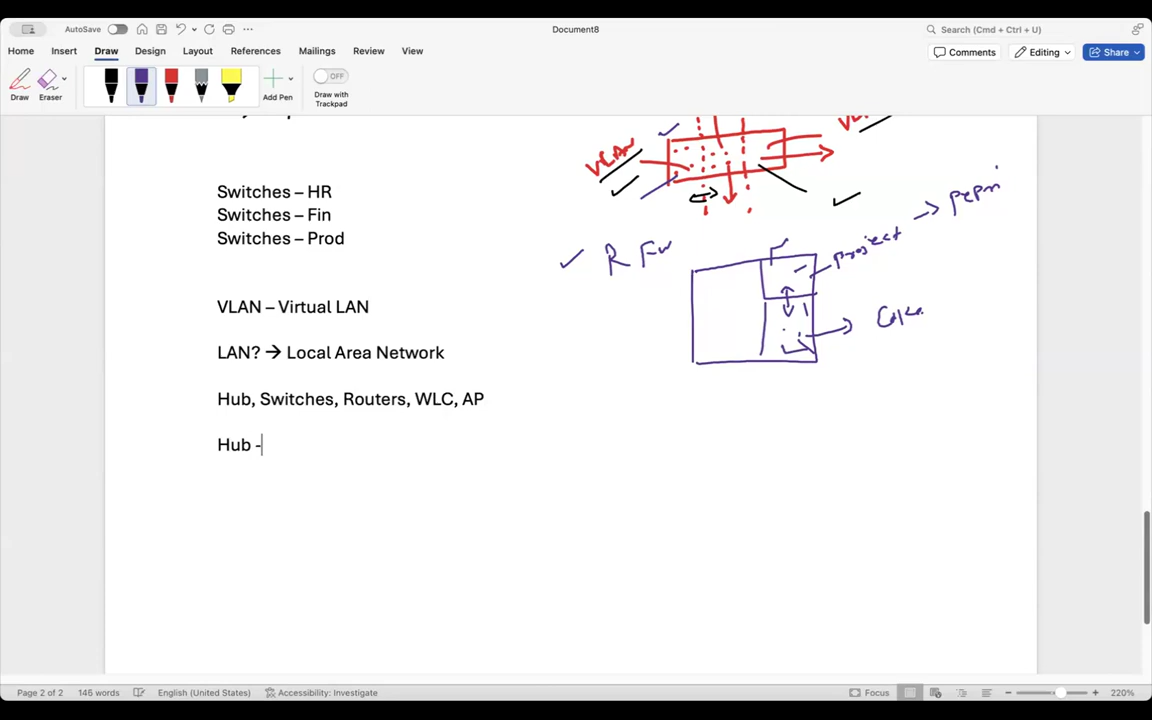 AutoSave
Document8
Search (Cmd + Ctrl + U)
Home Insert Draw Design Layout References Mailings Review View
Comments Editing Share
OFF
Draw Eraser Add Pen Draw with Trackpad
VLAN
Switches – HR
Switches – Fin
Switches – Prod
R Fw
project → pepsi
VLAN – Virtual LAN
LAN? → Local Area Network
Hub, Switches, Routers, WLC, AP
Hub -
Page 2 of 2 146 words English (United States) Accessibility: Investigate Focus 220%